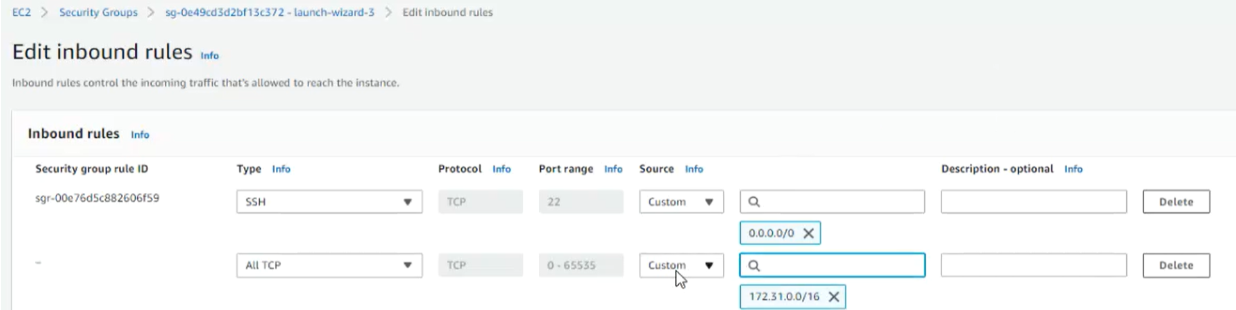 EC2 > Security Groups > sg-0e49cd3d2bf13c372 - launch-wizard-3 > Edit inbound rules
Edit inbound rules Info
Inbound rules control the incoming traffic that's allowed to reach the instance.
Inbound rules Info
Security group rule ID Type Info Protocol Info Port range Info Source Info Description - optional Info
sgr-00e76d5c882606f59 SSH TCP 22 Custom Delete
0.0.0.0/0
– All TCP TCP 0 - 65535 Custom Delete
172.31.0.0/16